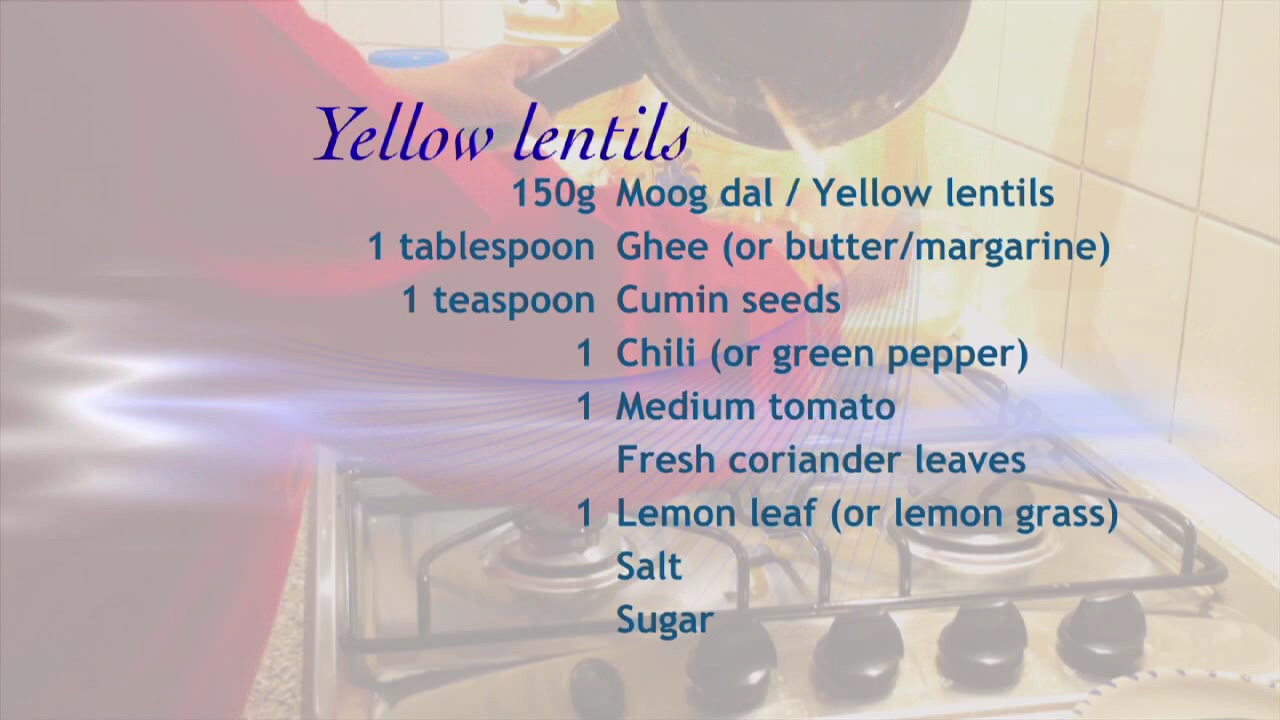 Yellow lentils
150g Moog dal / Yellow lentils
1 tablespoon Ghee (or butter/margarine)
1 teaspoon Cumin seeds
1 Chili (or green pepper)
1 Medium tomato
Fresh coriander leaves
1 Lemon leaf (or lemon grass)
Salt
Sugar